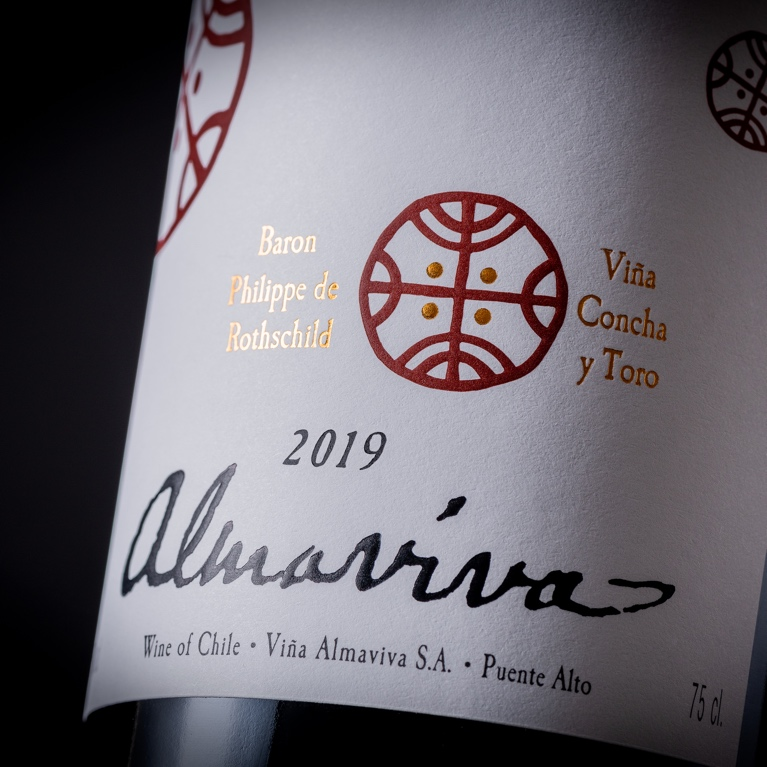 Baron
Philippe de
Rothschild
Viña
Concha
y Toro
2019
Almaviva
Wine of Chile • Viña Almaviva S.A. • Puente Alto
75 cl.